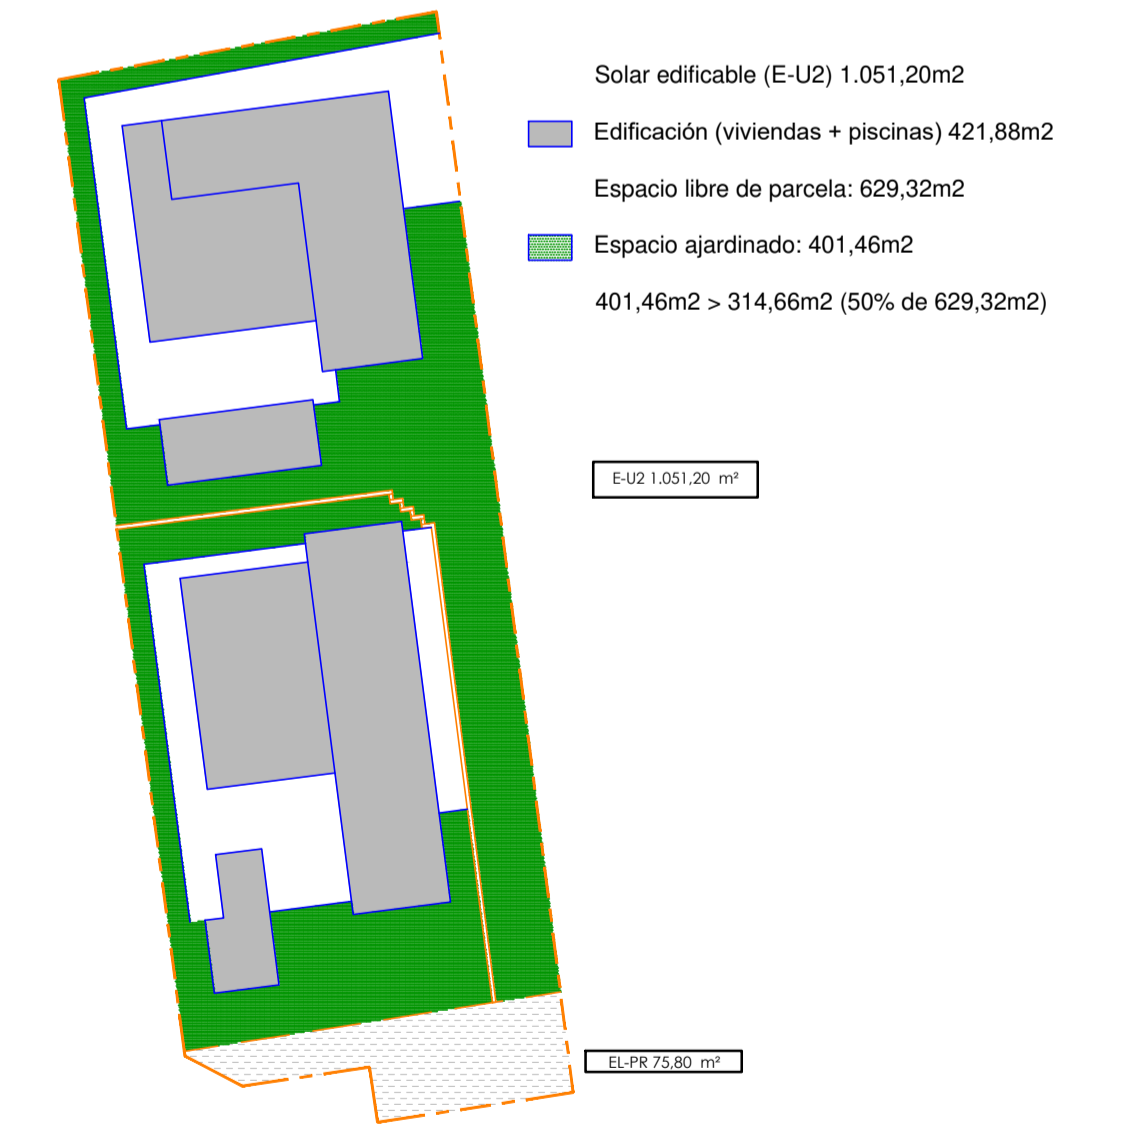 Solar edificable (E-U2) 1.051,20m2
Edificación (viviendas + piscinas) 421,88m2
Espacio libre de parcela: 629,32m2
Espacio ajardinado: 401,46m2
401,46m2 > 314,66m2 (50% de 629,32m2)
E-U2 1.051,20 m²
EL-PR 75,80 m²